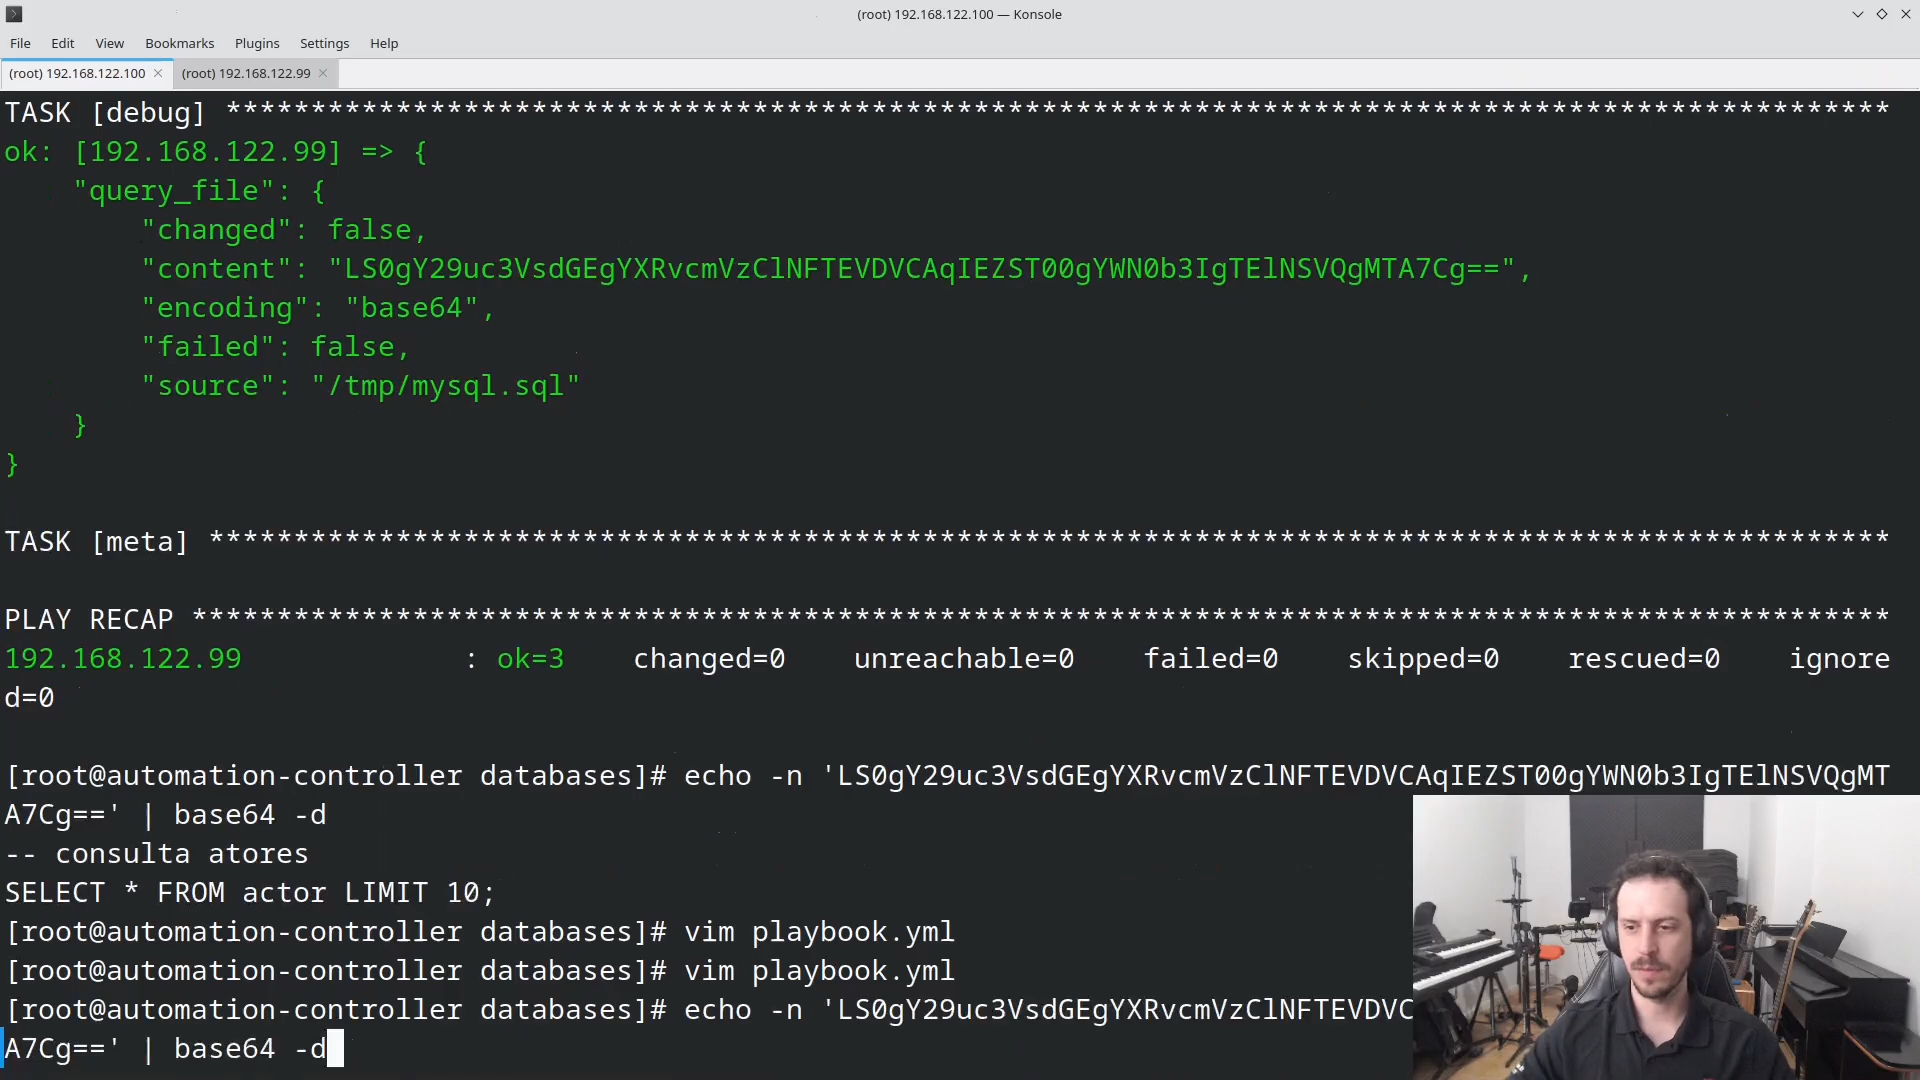 (root) 192.168.122.100 — Konsole
File Edit View Bookmarks Plugins Settings Help
(root) 192.168.122.100 (root) 192.168.122.99
TASK [debug] **************************************************************************************************
ok: [192.168.122.99] => {
"query_file": {
"changed": false,
"content": "LS0gY29uc3VsdGEgYXRvcmVzClNFTEVDVCAqIEZST00gYWN0b3IgTElNSVQgMTA7Cg==",
"encoding": "base64",
"failed": false,
"source": "/tmp/mysql.sql"
}
}
TASK [meta] ***************************************************************************************************
PLAY RECAP ****************************************************************************************************
192.168.122.99 : ok=3 changed=0 unreachable=0 failed=0 skipped=0 rescued=0 ignore
d=0
[root@automation-controller databases]# echo -n 'LS0gY29uc3VsdGEgYXRvcmVzClNFTEVDVCAqIEZST00gYWN0b3IgTElNSVQgMT
A7Cg==' | base64 -d
-- consulta atores
SELECT * FROM actor LIMIT 10;
[root@automation-controller databases]# vim playbook.yml
[root@automation-controller databases]# vim playbook.yml
[root@automation-controller databases]# echo -n 'LS0gY29uc3VsdGEgYXRvcmVzClNFTEVDVC
A7Cg==' | base64 -d